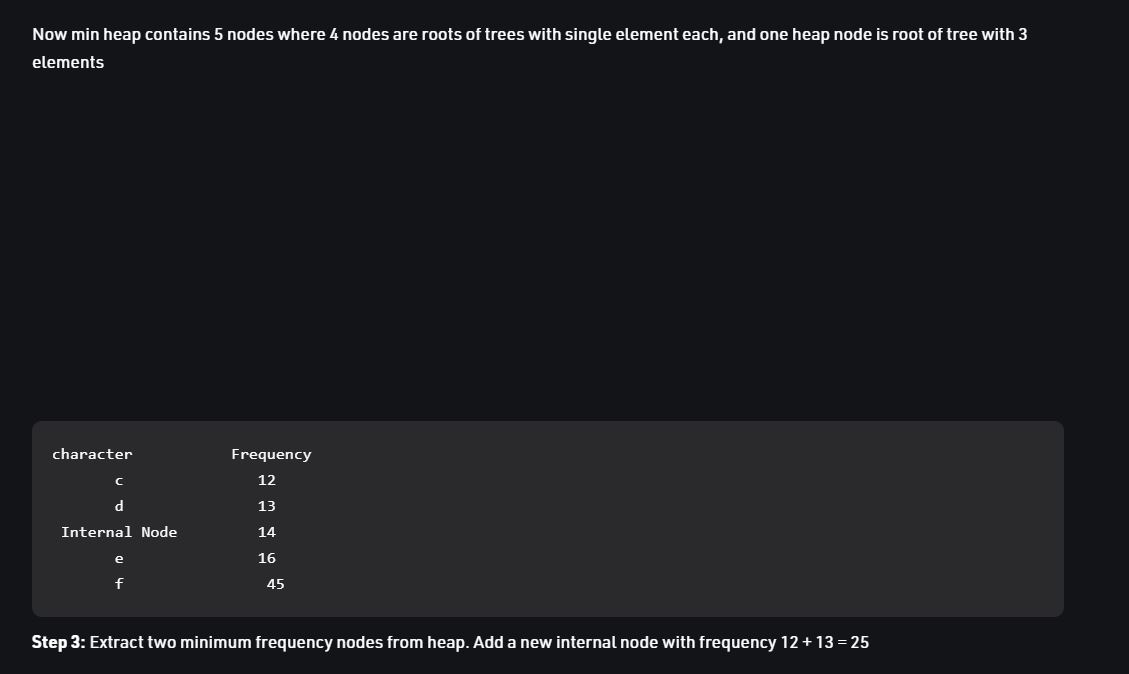 Now min heap contains 5 nodes where 4 nodes are roots of trees with single element each, and one heap node is root of tree with 3
elements
character Frequency
c 12
d 13
Internal Node 14
e 16
f 45
Step 3: Extract two minimum frequency nodes from heap. Add a new internal node with frequency 12 + 13 = 25